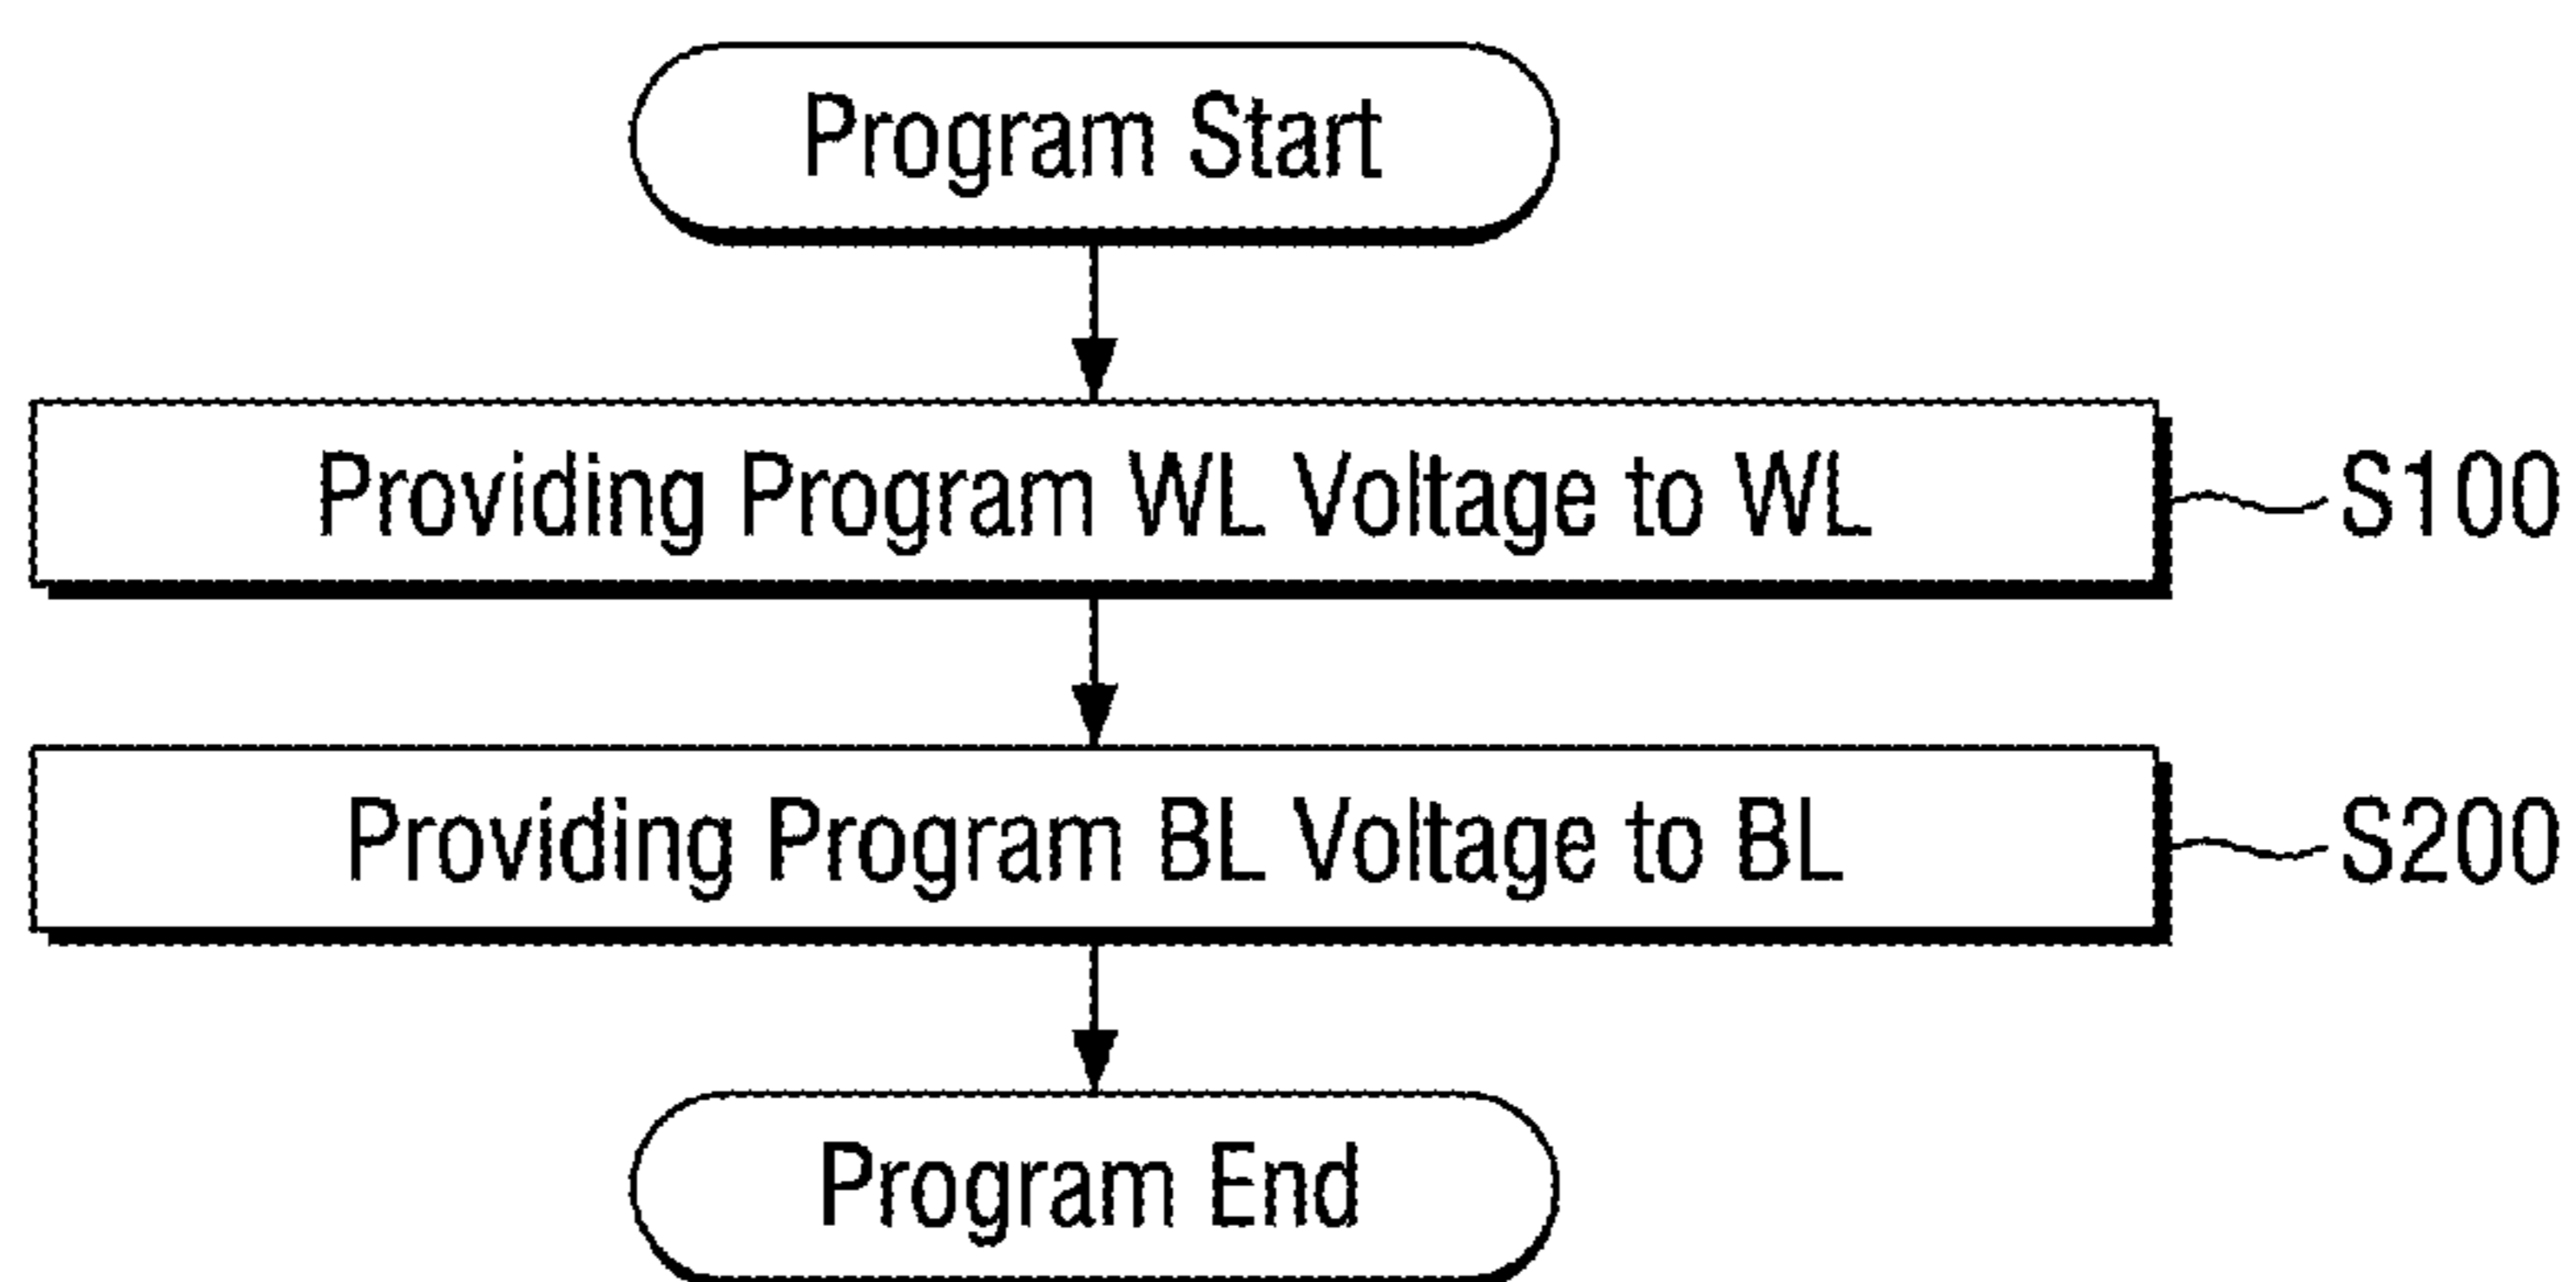 Program Start
Providing Program WL Voltage to WL
S100
Providing Program BL Voltage to BL
S200
Program End